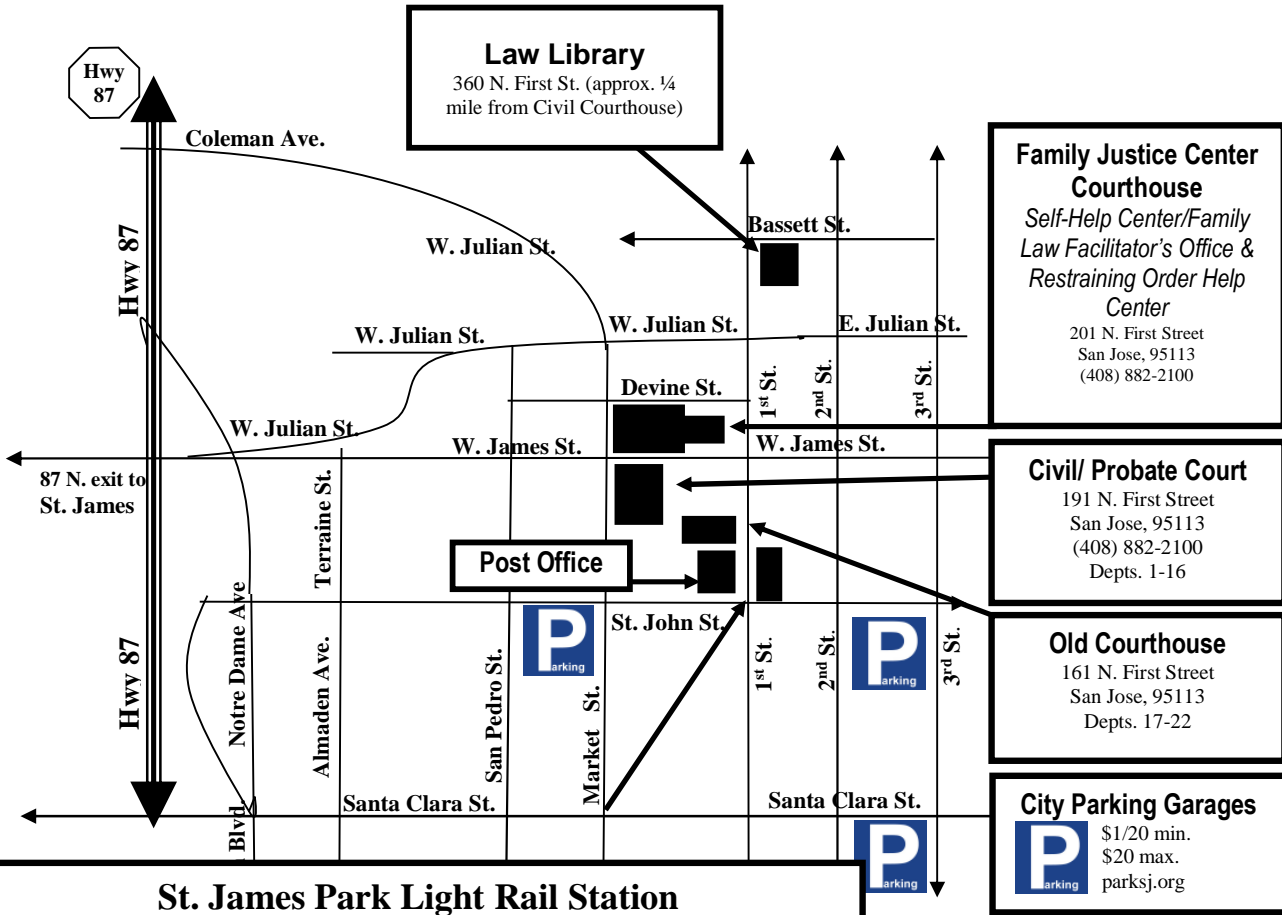 Law Library
360 N. First St. (approx. ¼
mile from Civil Courthouse)
Hwy
87
Coleman Ave.
Hwy 87
W. Julian St.
Bassett St.
W. Julian St.
W. Julian St.
E. Julian St.
Devine St.
1st St.
2nd St.
3rd St.
W. Julian St.
W. James St.
W. James St.
87 N. exit to
St. James
Terraine St.
Post Office
St. John St.
Parking
Parking
Hwy 87
Notre Dame Ave
Almaden Ave.
San Pedro St.
Market St.
1st St.
2nd St.
3rd St.
Santa Clara St.
Santa Clara St.
Blvd.
Parking
Family Justice Center
Courthouse
Self-Help Center/Family
Law Facilitator’s Office &
Restraining Order Help
Center
201 N. First Street
San Jose, 95113
(408) 882-2100
Civil/ Probate Court
191 N. First Street
San Jose, 95113
(408) 882-2100
Depts. 1-16
Old Courthouse
161 N. First Street
San Jose, 95113
Depts. 17-22
City Parking Garages
Parking
$1/20 min.
$20 max.
parksj.org
St. James Park Light Rail Station